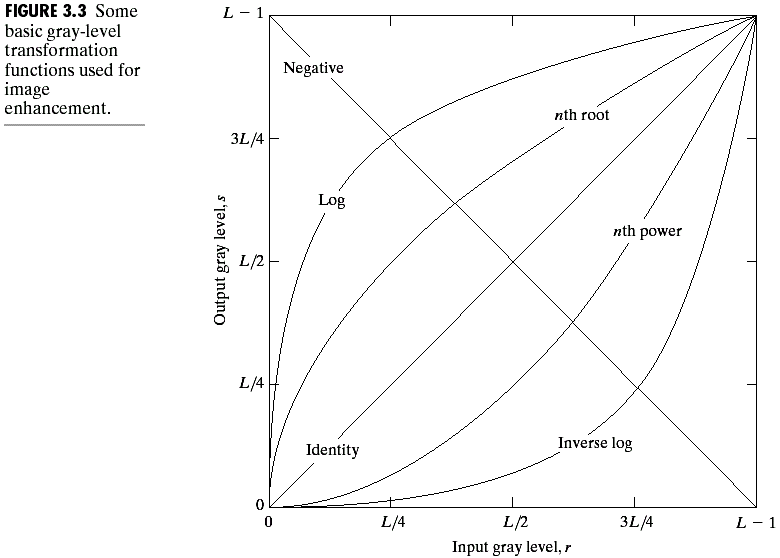 FIGURE 3.3 Some
basic gray-level
transformation
functions used for
image
enhancement.
L − 1
Negative
nth root
3L/4
Log
nth power
Output gray level, s
L/2
L/4
Identity
Inverse log
0
0
L/4
L/2
3L/4
L − 1
Input gray level, r